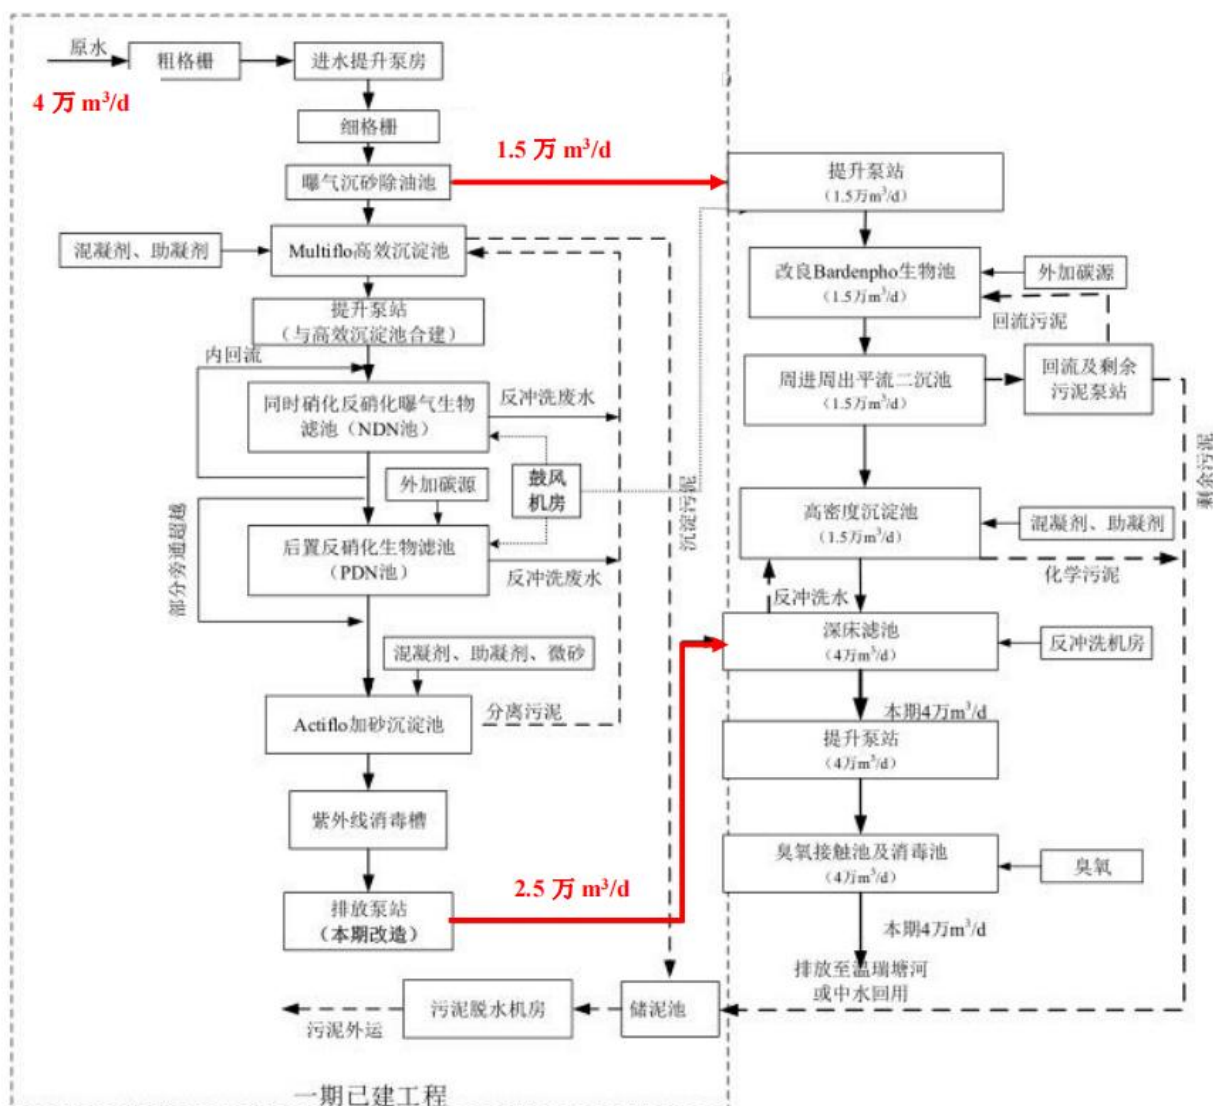 原水
粗格栅
进水提升泵房
4 万 m³/d
细格栅
曝气沉砂除油池
1.5 万 m³/d
提升泵站
（1.5万m³/d）
混凝剂、助凝剂
Multiflo高效沉淀池
提升泵站
（与高效沉淀池合建）
内回流
同时硝化反硝化曝气生物
滤池（NDN池）
反冲洗废水
鼓风
机房
外加碳源
后置反硝化生物滤池
（PDN池）
反冲洗废水
部分旁通超越
混凝剂、助凝剂、微砂
Actiflo加砂沉淀池
分离污泥
沉淀污泥
紫外线消毒槽
排放泵站
（本期改造）
2.5 万 m³/d
改良Bardenpho生物池
（1.5万m³/d）
外加碳源
回流污泥
周进周出平流二沉池
（1.5万m³/d）
回流及剩余
污泥泵站
剩余污泥
高密度沉淀池
（1.5万m³/d）
混凝剂、助凝剂
化学污泥
反冲洗水
深床滤池
（4万m³/d）
反冲洗机房
本期4万m³/d
提升泵站
（4万m³/d）
臭氧接触池及消毒池
（4万m³/d）
臭氧
本期4万m³/d
排放至温瑞塘河
或中水回用
储泥池
污泥脱水机房
污泥外运
一期已建工程